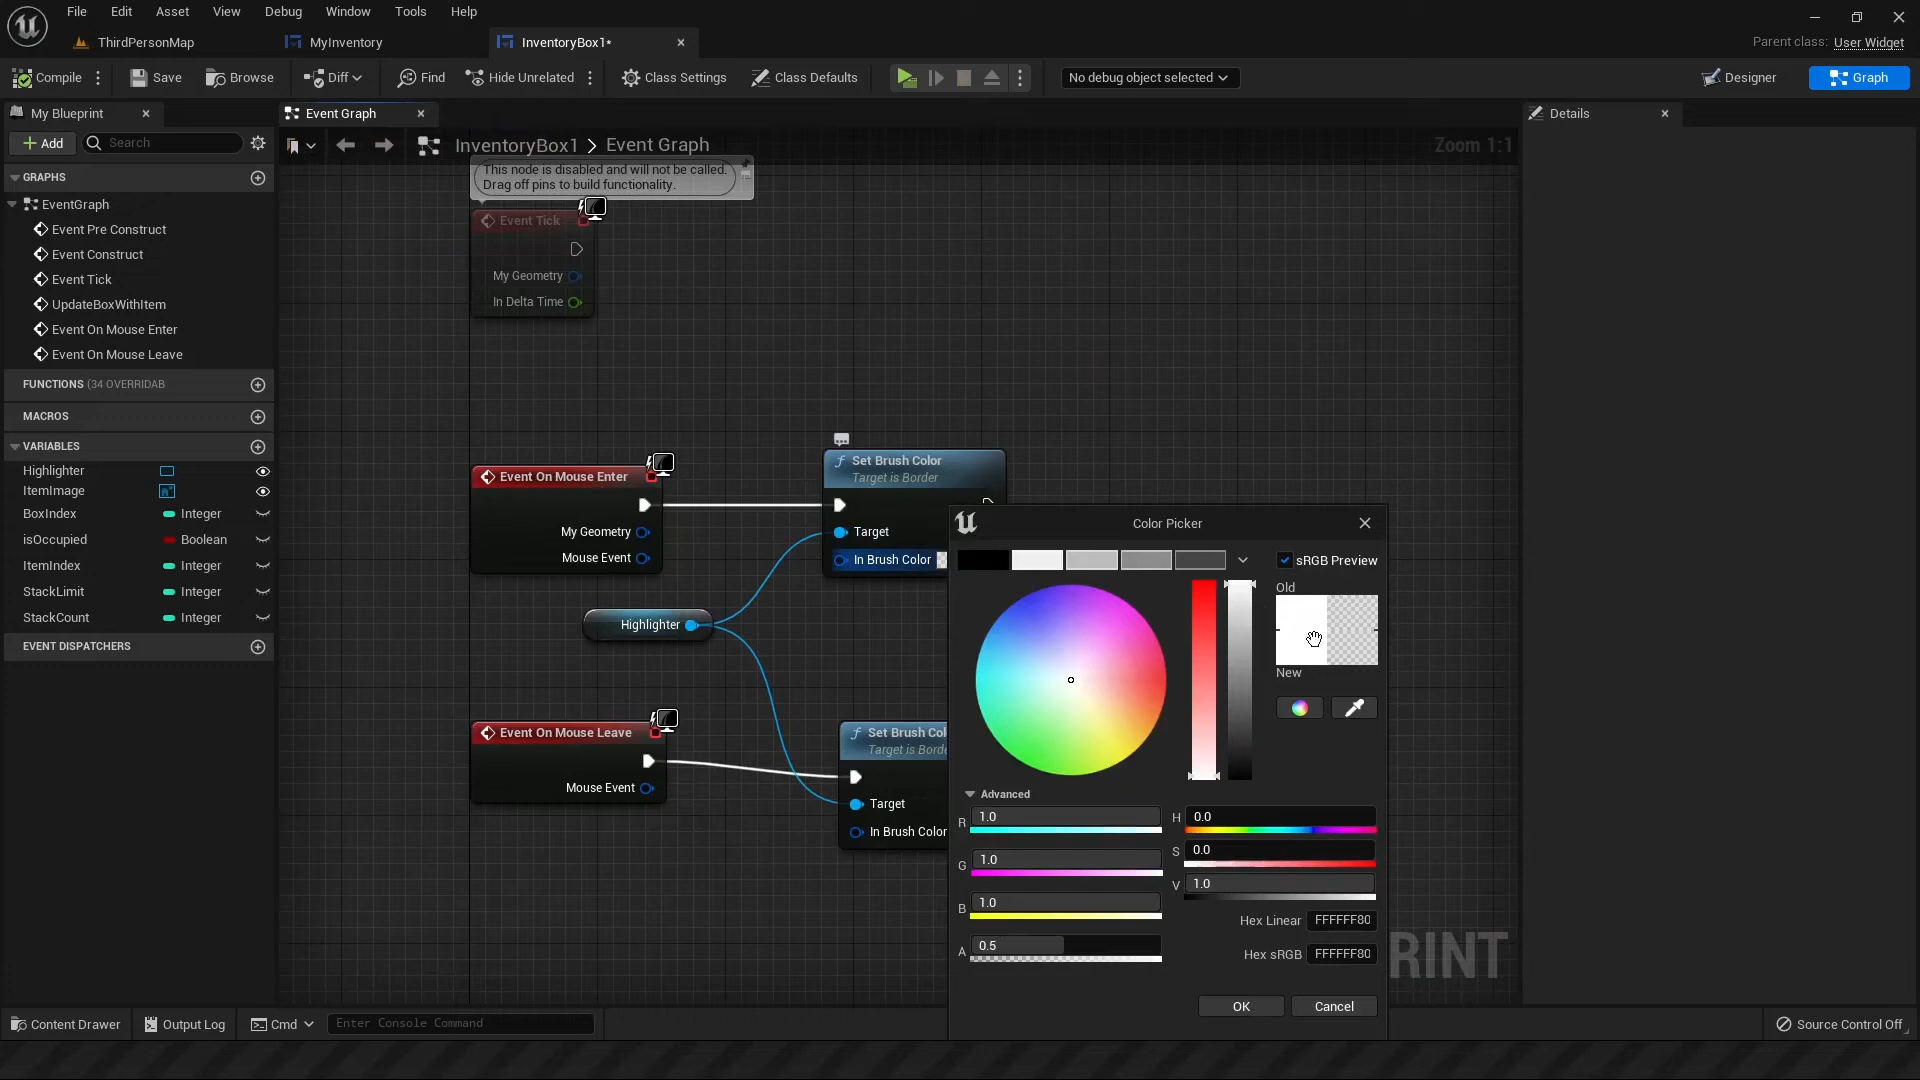 File Edit Asset View Debug Window Tools Help
ThirdPersonMap MyInventory InventoryBox1* Parent class: User Widget
Compile Save Browse Diff Find Hide Unrelated Class Settings Class Defaults No debug object selected Designer Graph
My Blueprint Event Graph Details
Add Search InventoryBox1 > Event Graph Zoom 1:1
GRAPHS
EventGraph
Event Pre Construct
Event Construct
Event Tick
UpdateBoxWithItem
Event On Mouse Enter
Event On Mouse Leave
FUNCTIONS (34 OVERRIDAB
MACROS
VARIABLES
Highlighter
ItemImage
BoxIndex Integer
isOccupied Boolean
ItemIndex Integer
StackLimit Integer
StackCount Integer
EVENT DISPATCHERS
This node is disabled and will not be called.
Drag off pins to build functionality.
Event Tick
My Geometry
In Delta Time
Event On Mouse Enter
My Geometry
Mouse Event
Set Brush Color
Target is Border
Target
In Brush Color
Highlighter
Event On Mouse Leave
Mouse Event
Set Brush Col
Target is Borde
Target
In Brush Color
Color Picker
sRGB Preview
Old
New
Advanced
R 1.0 H 0.0
G 1.0 S 0.0
B 1.0 V 1.0
A 0.5
Hex Linear FFFFFF80
Hex sRGB FFFFFF80
OK Cancel
RINT
Content Drawer Output Log Cmd Enter Console Command Source Control Off